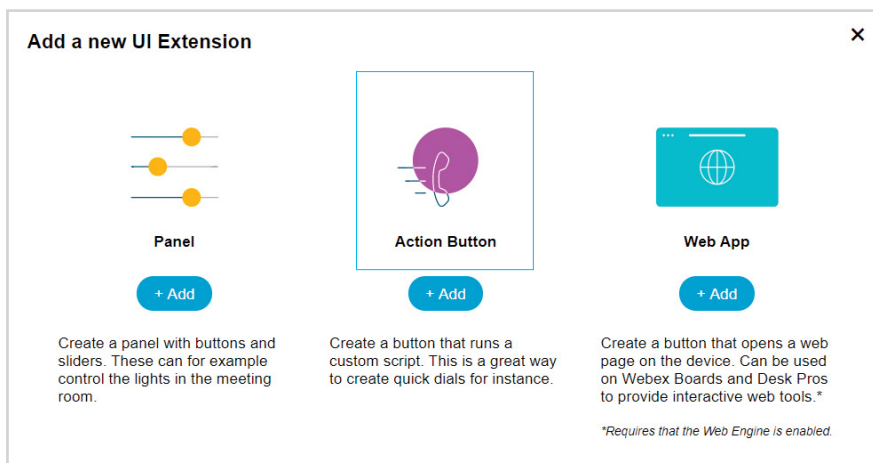 Add a new UI Extension
×
Panel
+ Add
Create a panel with buttons and
sliders. These can for example
control the lights in the meeting
room.
Action Button
+ Add
Create a button that runs a
custom script. This is a great way
to create quick dials for instance.
Web App
+ Add
Create a button that opens a web
page on the device. Can be used
on Webex Boards and Desk Pros
to provide interactive web tools.*
*Requires that the Web Engine is enabled.